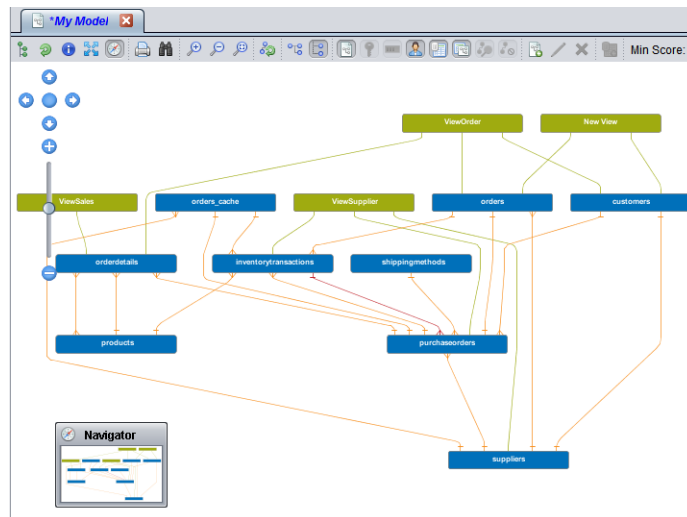 *My Model
Min Score:
ViewOrder
New View
ViewSales
orders_cache
ViewSupplier
orders
customers
orderdetails
inventorytransactions
shippingmethods
products
purchaseorders
Navigator
suppliers